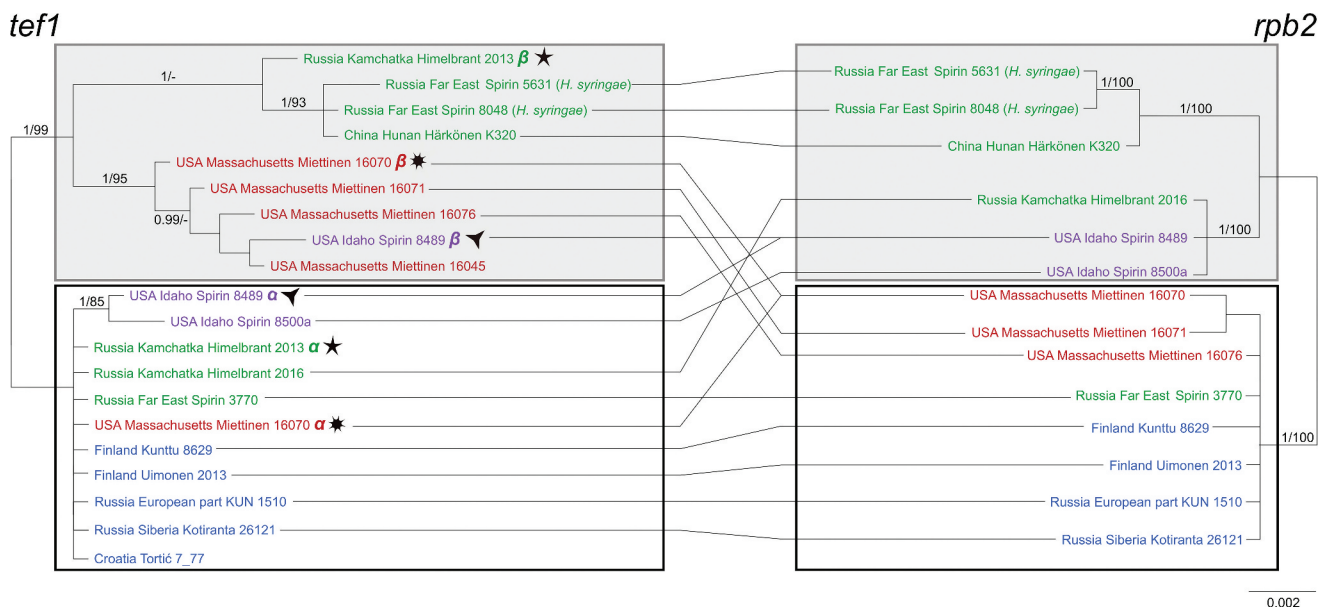 tef1
rpb2
Russia Kamchatka Himelbrant 2013 β
Russia Far East Spirin 5631 (H. syringae)
Russia Far East Spirin 8048 (H. syringae)
China Hunan Härkönen K320
USA Massachusetts Miettinen 16070 β
USA Massachusetts Miettinen 16071
USA Massachusetts Miettinen 16076
USA Idaho Spirin 8489 β
USA Massachusetts Miettinen 16045
1/-
1/93
1/99
1/95
0.99/-
USA Idaho Spirin 8489 α
USA Idaho Spirin 8500a
Russia Kamchatka Himelbrant 2013 α
Russia Kamchatka Himelbrant 2016
Russia Far East Spirin 3770
USA Massachusetts Miettinen 16070 α
Finland Kunttu 8629
Finland Uimonen 2013
Russia European part KUN 1510
Russia Siberia Kotiranta 26121
Croatia Tortić 7_77
1/85
Russia Far East Spirin 5631 (H. syringae)
Russia Far East Spirin 8048 (H. syringae)
China Hunan Härkönen K320
Russia Kamchatka Himelbrant 2016
USA Idaho Spirin 8489
USA Idaho Spirin 8500a
1/100
1/100
1/100
USA Massachusetts Miettinen 16070
USA Massachusetts Miettinen 16071
USA Massachusetts Miettinen 16076
Russia Far East Spirin 3770
Finland Kunttu 8629
Finland Uimonen 2013
Russia European part KUN 1510
Russia Siberia Kotiranta 26121
1/100
0.002